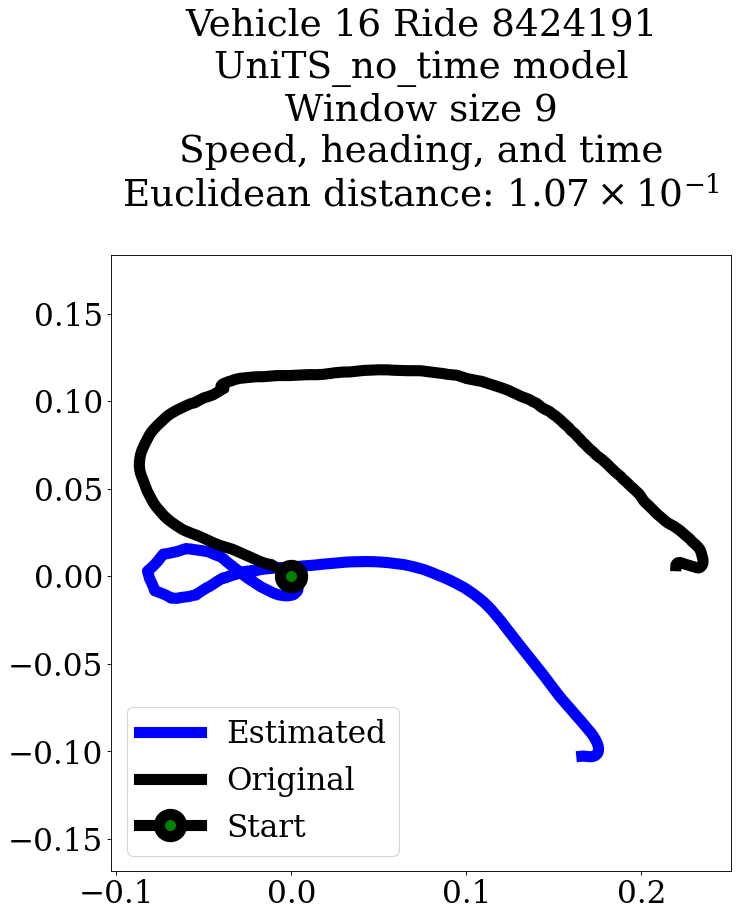 Vehicle 16 Ride 8424191
UniTS_no_time model
Window size 9
Speed, heading, and time
Euclidean distance: $1.07 \times 10^{-1}$
0.15
0.10
0.05
0.00
−0.05
−0.10
−0.15
Estimated
Original
Start
−0.1
0.0
0.1
0.2